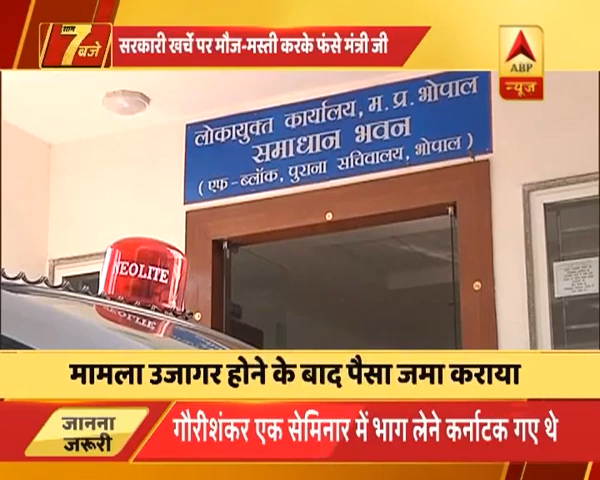 शाम
7 बजे
सरकारी खर्चे पर मौज-मस्ती करके फंसे मंत्री जी
ABP
न्यूज़
लोकायुक्त कार्यालय, म. प्र. भोपाल
समाधान भवन
( एफ - ब्लॉक, पुराना सचिवालय, भोपाल )
NEOLITE
मामला उजागर होने के बाद पैसा जमा कराया
जानना
जरूरी
गौरीशंकर एक सेमिनार में भाग लेने कर्नाटक गए थे